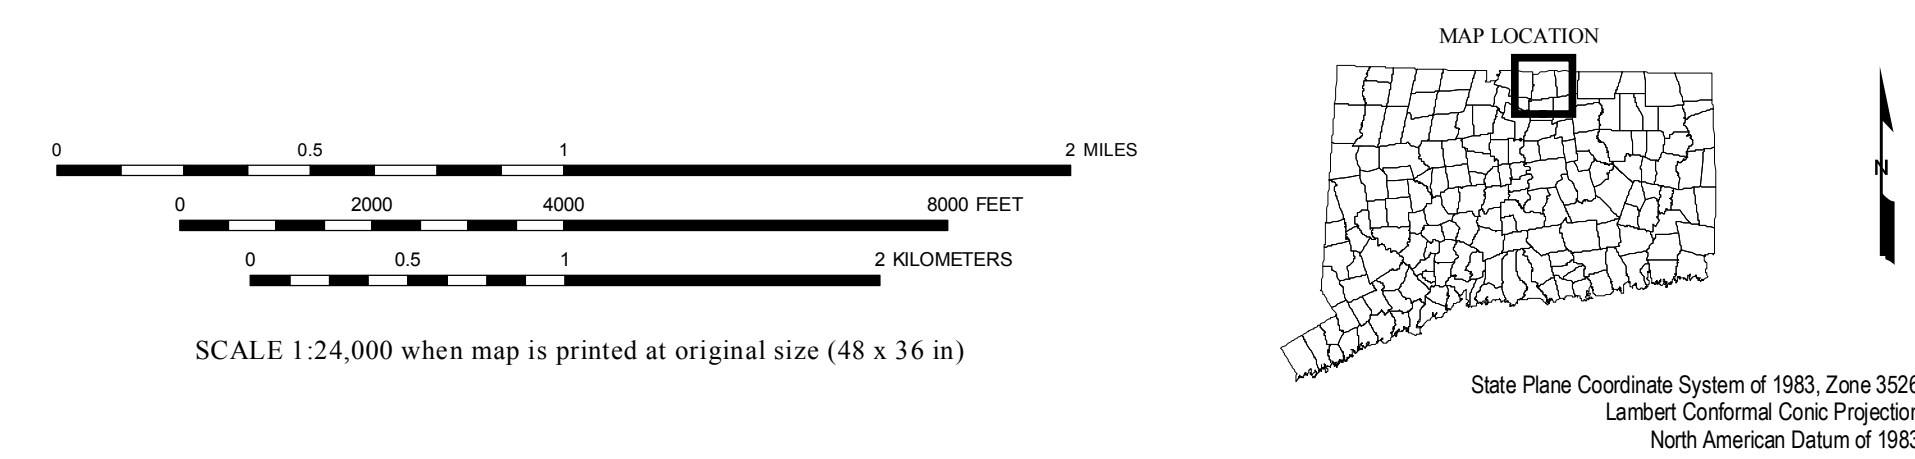 MAP LOCATION
0 0.5 1 2 MILES
0 2000 4000 8000 FEET
0 0.5 1 2 KILOMETERS
N
SCALE 1:24,000 when map is printed at original size (48 x 36 in)
State Plane Coordinate System of 1983, Zone 3526
Lambert Conformal Conic Projection
North American Datum of 1983